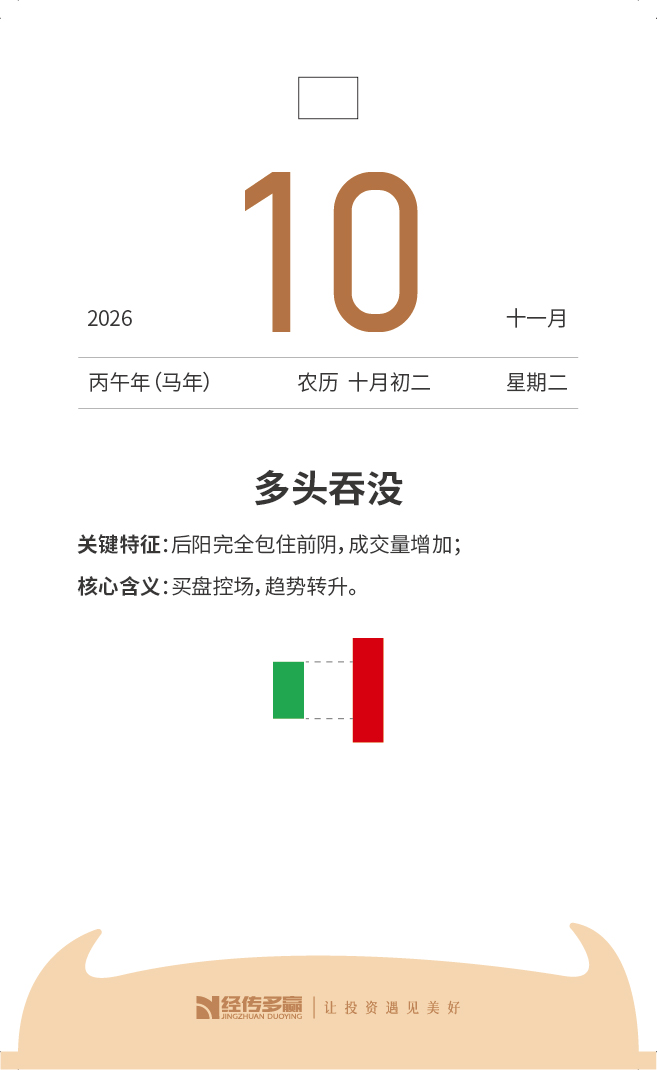 10
2026
十一月
丙午年（马年）
农历 十月初二
星期二
多头吞没
关键特征：后阳完全包住前阴，成交量增加；
核心含义：买盘控场，趋势转升。
经传多赢
JINGZHUAN DUOYING
让投资遇见美好